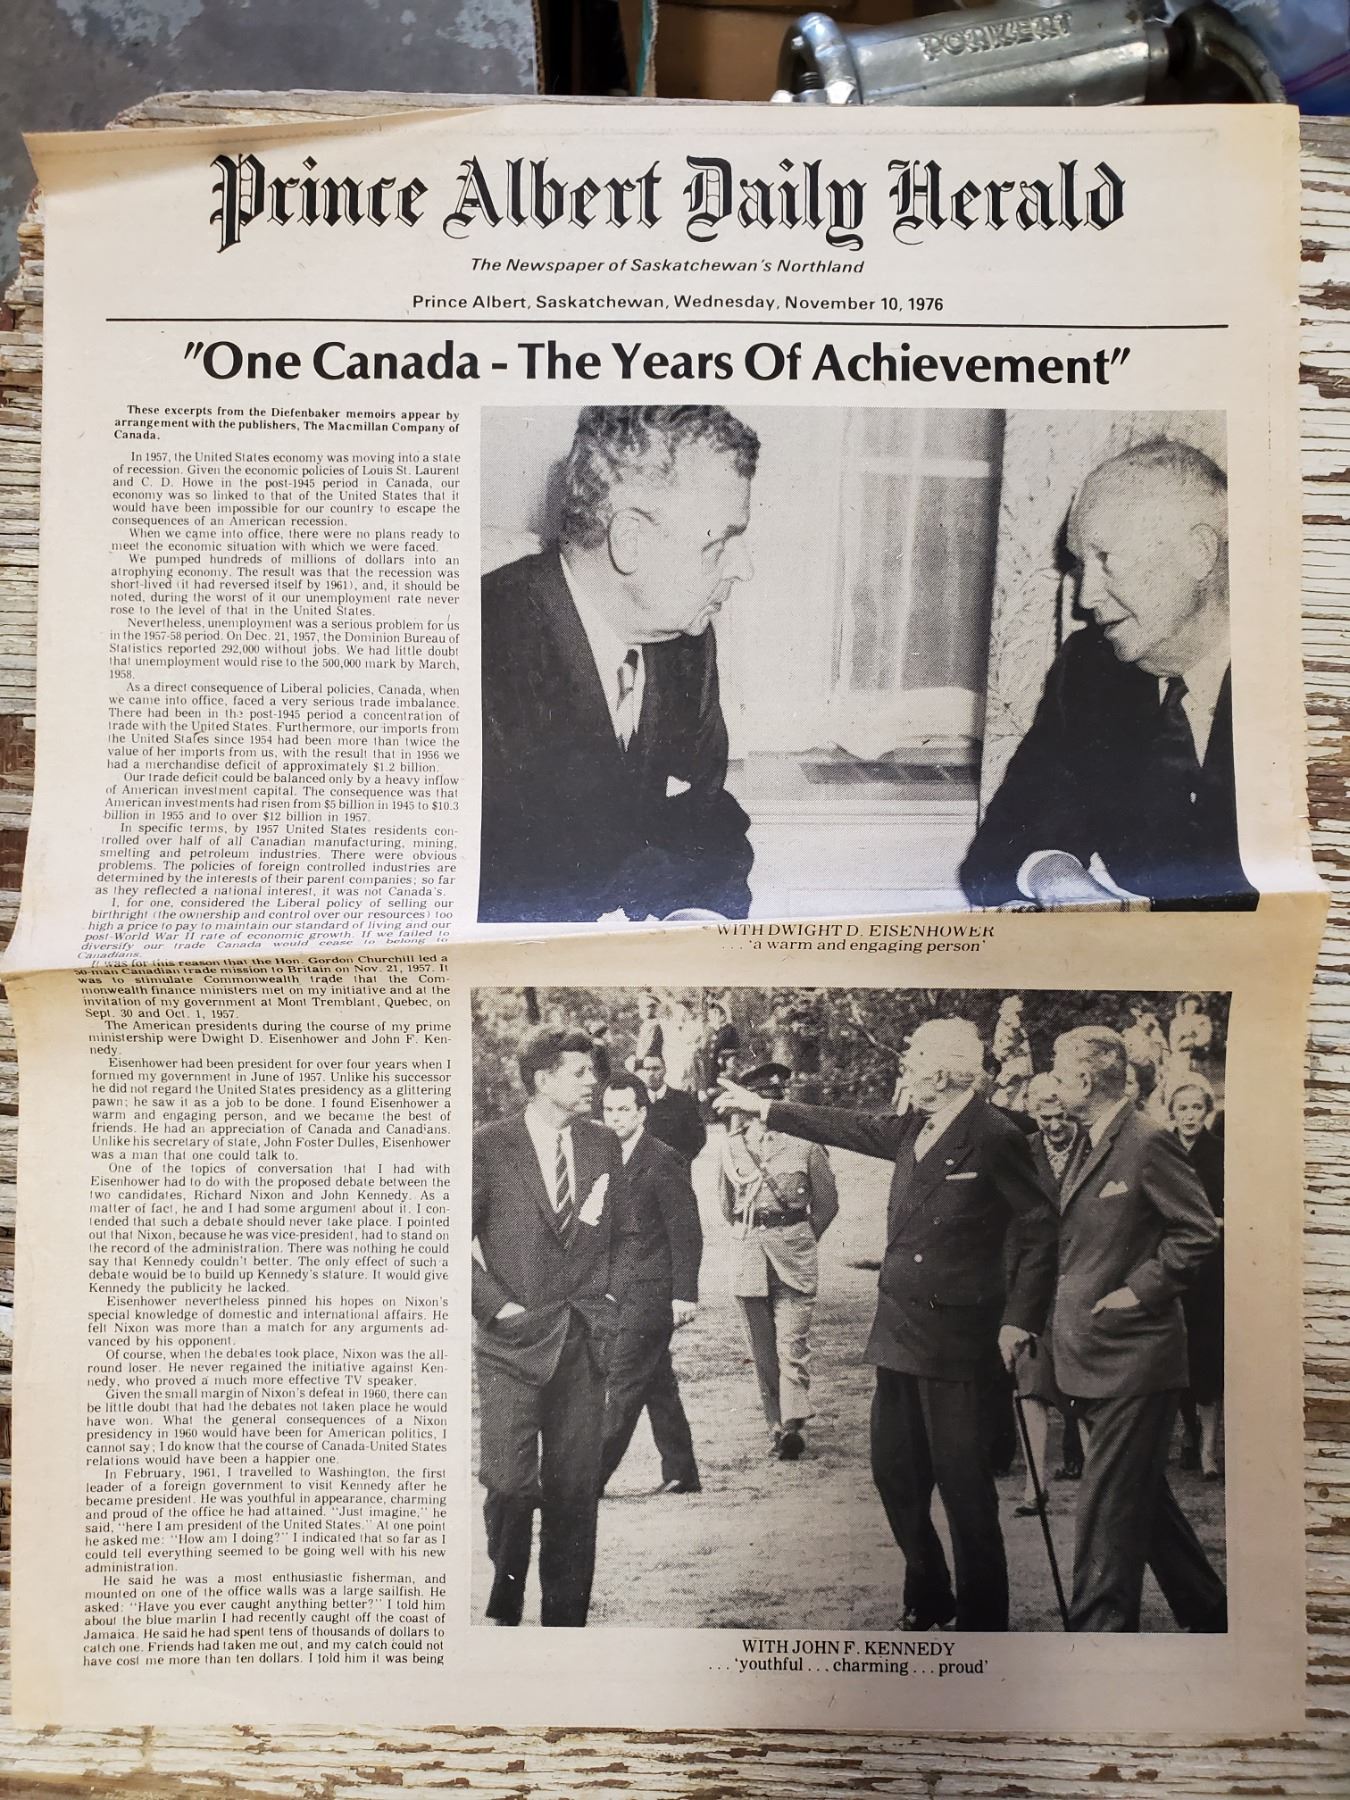 PORKERT
Prince Albert Daily Herald
The Newspaper of Saskatchewan's Northland
Prince Albert, Saskatchewan, Wednesday, November 10, 1976
"One Canada - The Years Of Achievement"
These excerpts from the Diefenbaker memoirs appear by
arrangement with the publishers, The Macmillan Company of
Canada.
In 1957, the United States economy was moving into a state
of recession. Given the economic policies of Louis St. Laurent
and C. D. Howe in the post-1945 period in Canada, our
economy was so linked to that of the United States that it
would have been impossible for our country to escape the
consequences of an American recession.
When we came into office, there were no plans ready to
meet the economic situation with which we were faced.
We pumped hundreds of millions of dollars into an
atrophying economy. The result was that the recession was
short-lived (it had reversed itself by 1961), and, it should be
noted, during the worst of it our unemployment rate never
rose to the level of that in the United States.
Nevertheless, unemployment was a serious problem for us
in the 1957-58 period. On Dec. 21, 1957, the Dominion Bureau of
Statistics reported 292,000 without jobs. We had little doubt
that unemployment would rise to the 500,000 mark by March,
1958.
As a direct consequence of Liberal policies, Canada, when
we came into office, faced a very serious trade imbalance.
There had been in the post-1945 period a concentration of
trade with the United States. Furthermore, our imports from
the United States since 1954 had been more than twice the
value of her imports from us, with the result that in 1956 we
had a merchandise deficit of approximately $1.2 billion.
Our trade deficit could be balanced only by a heavy inflow
of American investment capital. The consequence was that
American investments had risen from $5 billion in 1945 to $10.3
billion in 1955 and to over $12 billion in 1957.
In specific terms, by 1957 United States residents con-
trolled over half of all Canadian manufacturing, mining,
smelting and petroleum industries. There were obvious
problems. The policies of foreign controlled industries are
determined by the interests of their parent companies; so far
as they reflected a national interest, it was not Canada's.
I, for one, considered the Liberal policy of selling our
birthright (the ownership and control over our resources) too
high a price to pay to maintain our standard of living and our
post-World War II rate of economic growth. If we failed to
diversify our trade Canada would cease to belong to
Canadians.
It was for this reason that the Hon. Gordon Churchill led a
50-man Canadian trade mission to Britain on Nov. 21, 1957. It
was to stimulate Commonwealth trade that the Com-
monwealth finance ministers met on my initiative and at the
invitation of my government at Mont Tremblant, Quebec, on
Sept. 30 and Oct. 1, 1957.
The American presidents during the course of my prime
ministership were Dwight D. Eisenhower and John F. Ken-
nedy.
Eisenhower had been president for over four years when I
formed my government in June of 1957. Unlike his successor
he did not regard the United States presidency as a glittering
pawn; he saw it as a job to be done. I found Eisenhower a
warm and engaging person, and we became the best of
friends. He had an appreciation of Canada and Canadians.
Unlike his secretary of state, John Foster Dulles, Eisenhower
was a man that one could talk to.
One of the topics of conversation that I had with
Eisenhower had to do with the proposed debate between the
two candidates, Richard Nixon and John Kennedy. As a
matter of fact, he and I had some argument about it. I con-
tended that such a debate should never take place. I pointed
out that Nixon, because he was vice-president, had to stand on
the record of the administration. There was nothing he could
say that Kennedy couldn't better. The only effect of such a
debate would be to build up Kennedy's stature. It would give
Kennedy the publicity he lacked.
Eisenhower nevertheless pinned his hopes on Nixon's
special knowledge of domestic and international affairs. He
felt Nixon was more than a match for any arguments ad-
vanced by his opponent.
Of course, when the debates took place, Nixon was the all-
round loser. He never regained the initiative against Ken-
nedy, who proved a much more effective TV speaker.
Given the small margin of Nixon's defeat in 1960, there can
be little doubt that had the debates not taken place he would
have won. What the general consequences of a Nixon
presidency in 1960 would have been for American politics, I
cannot say; I do know that the course of Canada-United States
relations would have been a happier one.
In February, 1961, I travelled to Washington, the first
leader of a foreign government to visit Kennedy after he
became president. He was youthful in appearance, charming
and proud of the office he had attained. "Just imagine," he
said, "here I am president of the United States." At one point
he asked me: "How am I doing?" I indicated that so far as I
could tell everything seemed to be going well with his new
administration.
He said he was a most enthusiastic fisherman, and
mounted on one of the office walls was a large sailfish. He
asked: "Have you ever caught anything better?" I told him
about the blue marlin I had recently caught off the coast of
Jamaica. He said he had spent tens of thousands of dollars to
catch one. Friends had taken me out, and my catch could not
have cost me more than ten dollars. I told him it was being
WITH DWIGHT D. EISENHOWER
. . . 'a warm and engaging person'
WITH JOHN F. KENNEDY
. . . 'youthful . . . charming . . . proud'